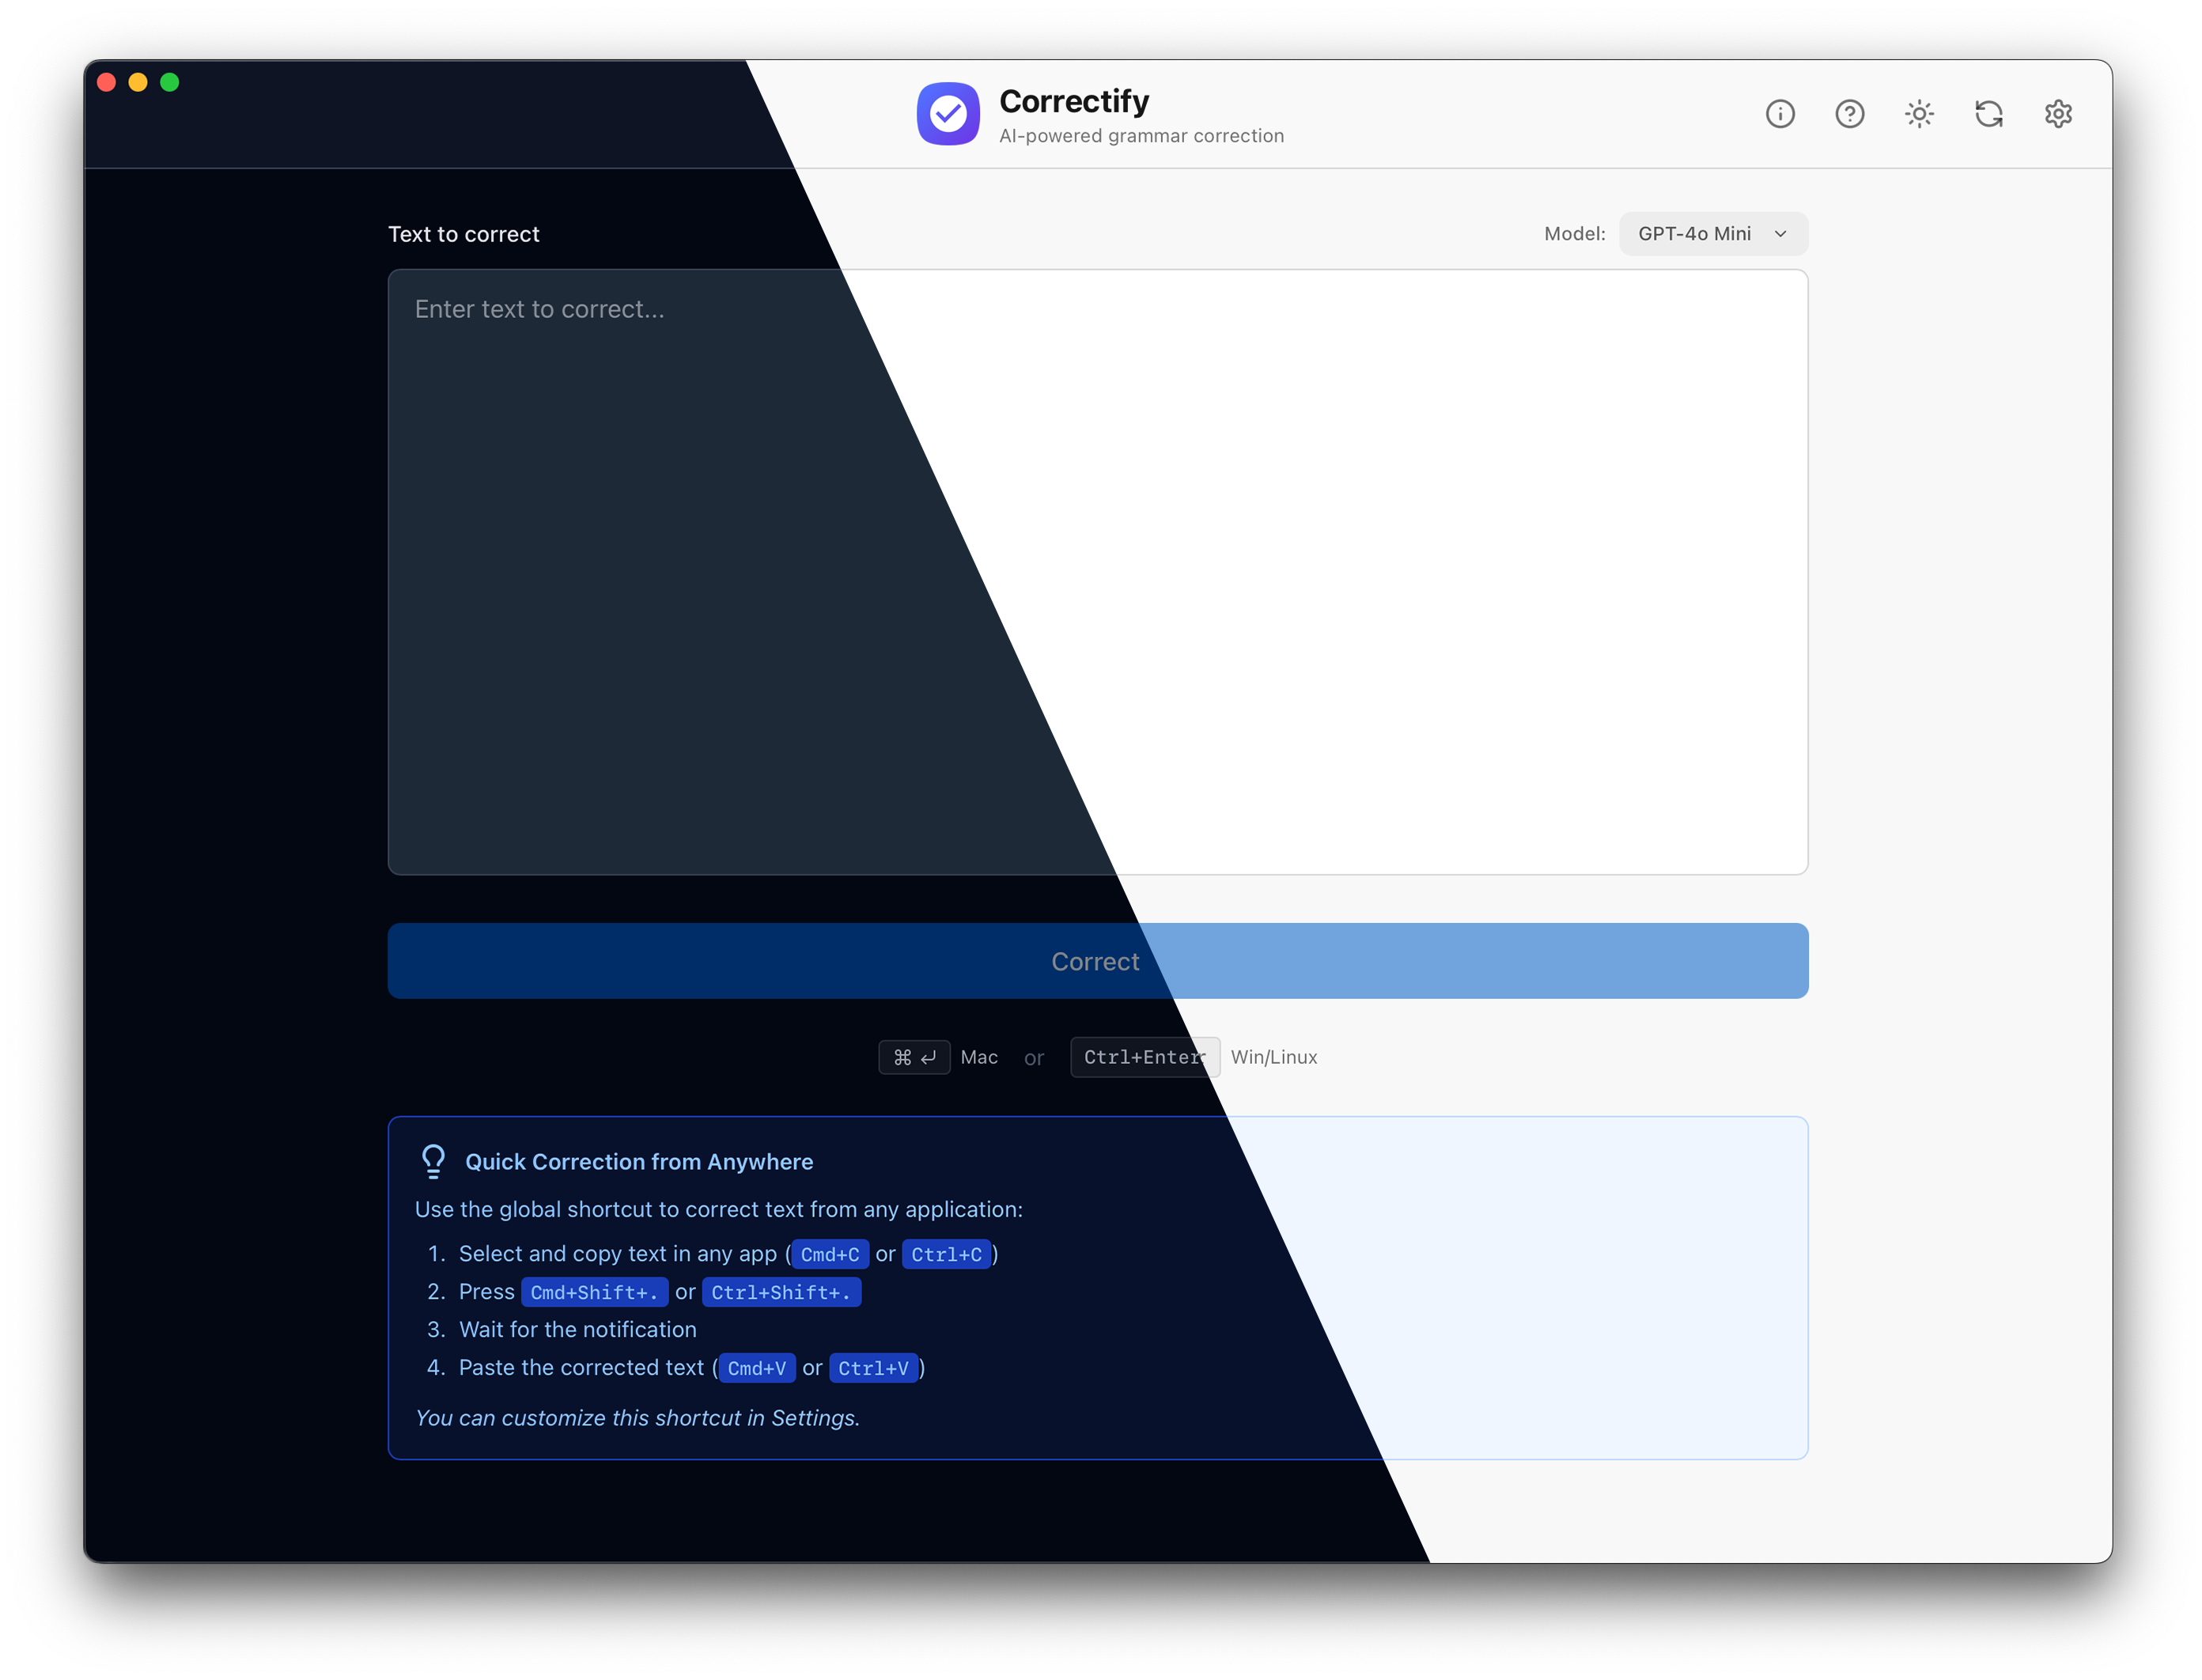 Correctify
AI-powered grammar correction
Text to correct
Model: GPT-4o Mini
Enter text to correct...
Correct
⌘ ↵ Mac or Ctrl+Enter Win/Linux
Quick Correction from Anywhere
Use the global shortcut to correct text from any application:
1. Select and copy text in any app (Cmd+C or Ctrl+C)
2. Press Cmd+Shift+. or Ctrl+Shift+.
3. Wait for the notification
4. Paste the corrected text (Cmd+V or Ctrl+V)
You can customize this shortcut in Settings.